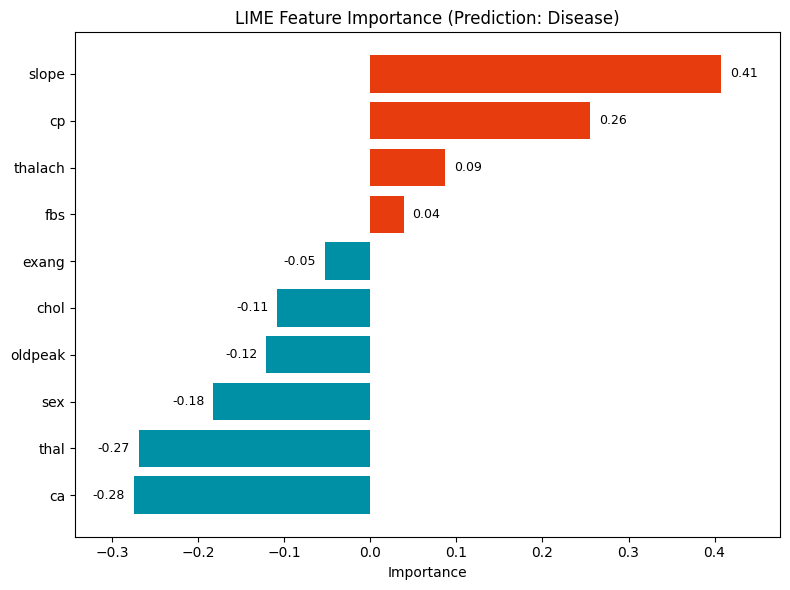 LIME Feature Importance (Prediction: Disease)
slope 0.41
cp 0.26
thalach 0.09
fbs 0.04
exang -0.05
chol -0.11
oldpeak -0.12
sex -0.18
thal -0.27
ca -0.28
−0.3 −0.2 −0.1 0.0 0.1 0.2 0.3 0.4
Importance